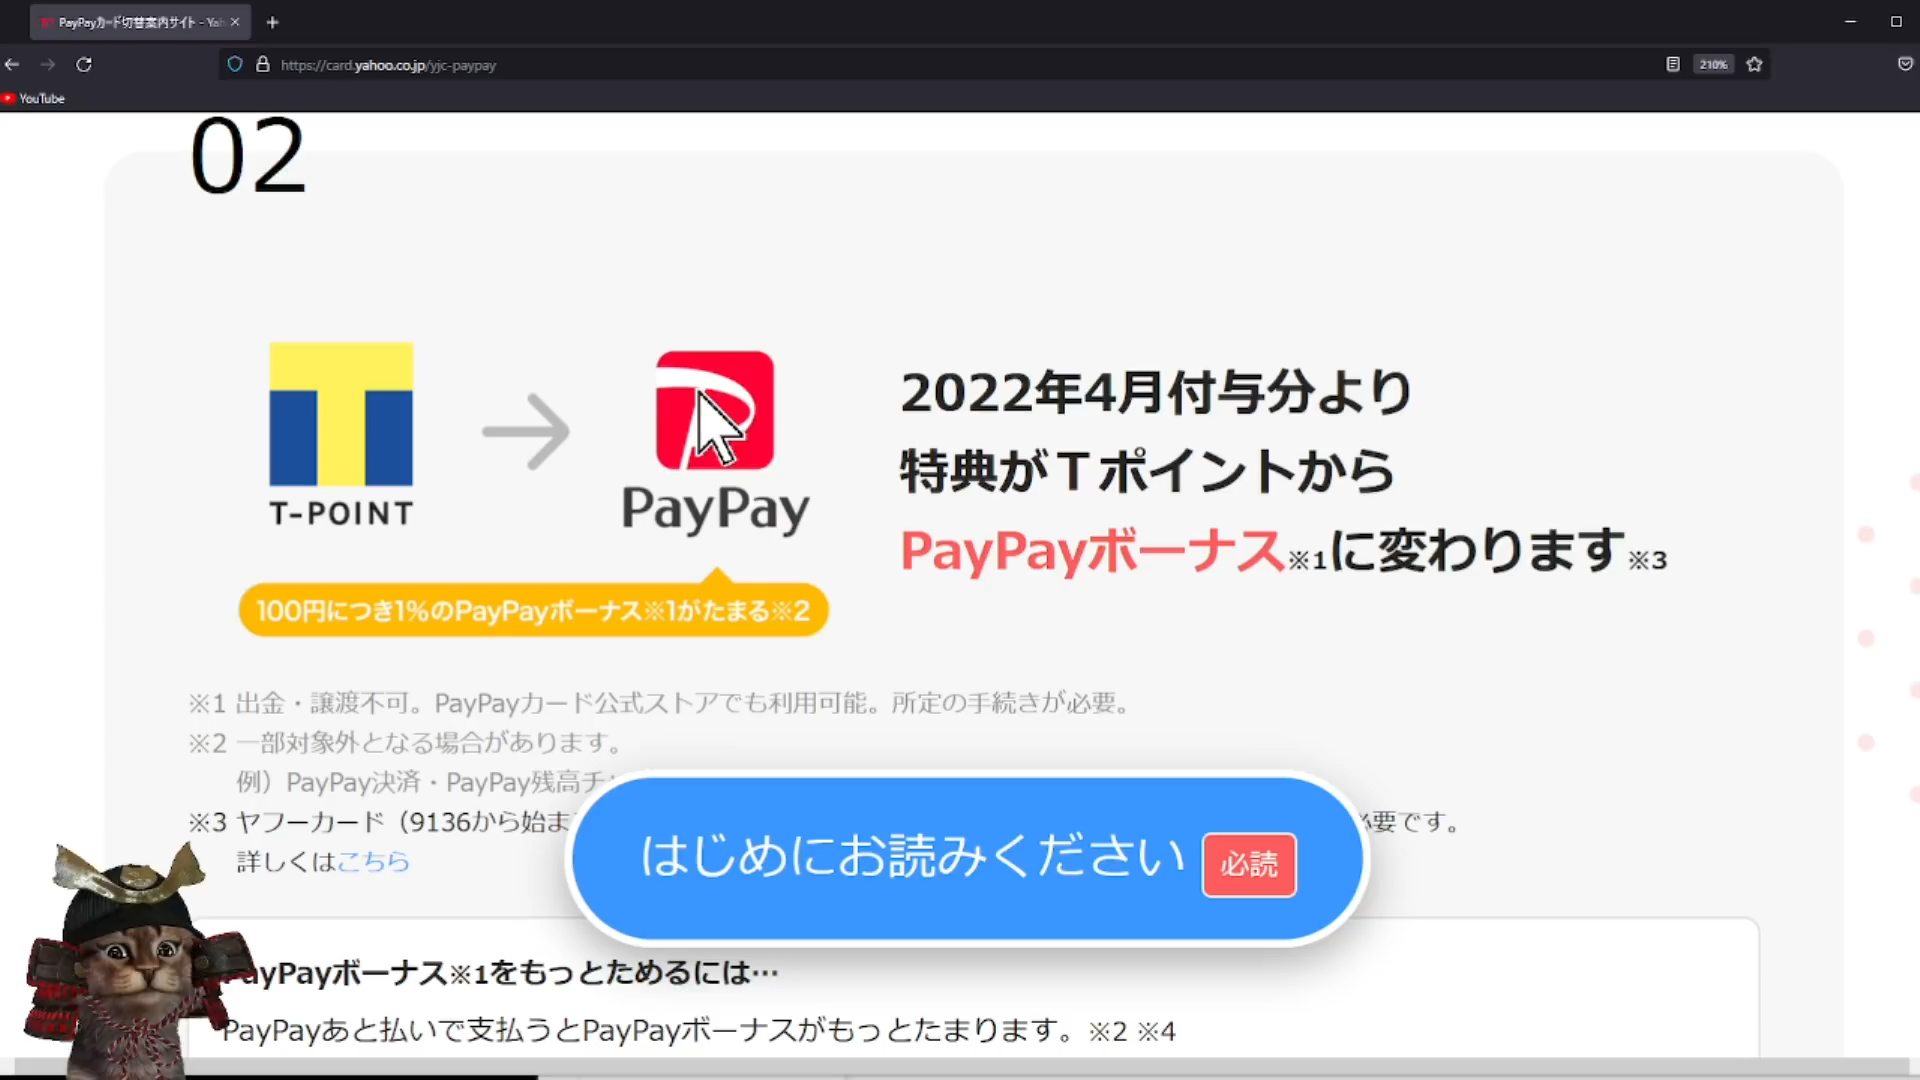 PayPayカード切替案内サイト - Yah
https://card.yahoo.co.jp/yjc-paypay
210%
YouTube
02
T-POINT
PayPay
2022年4月付与分より
特典がTポイントから
PayPayボーナス※1に変わります※3
100円につき1%のPayPayボーナス※1がたまる※2
※1 出金・譲渡不可。PayPayカード公式ストアでも利用可能。所定の手続きが必要。
※2 一部対象外となる場合があります。
例）PayPay決済・PayPay残高チ
※3 ヤフーカード（9136から始ま
必要です。
詳しくはこちら
はじめにお読みください 必読
PayPayボーナス※1をもっとためるには…
PayPayあと払いで支払うとPayPayボーナスがもっとたまります。※2 ※4